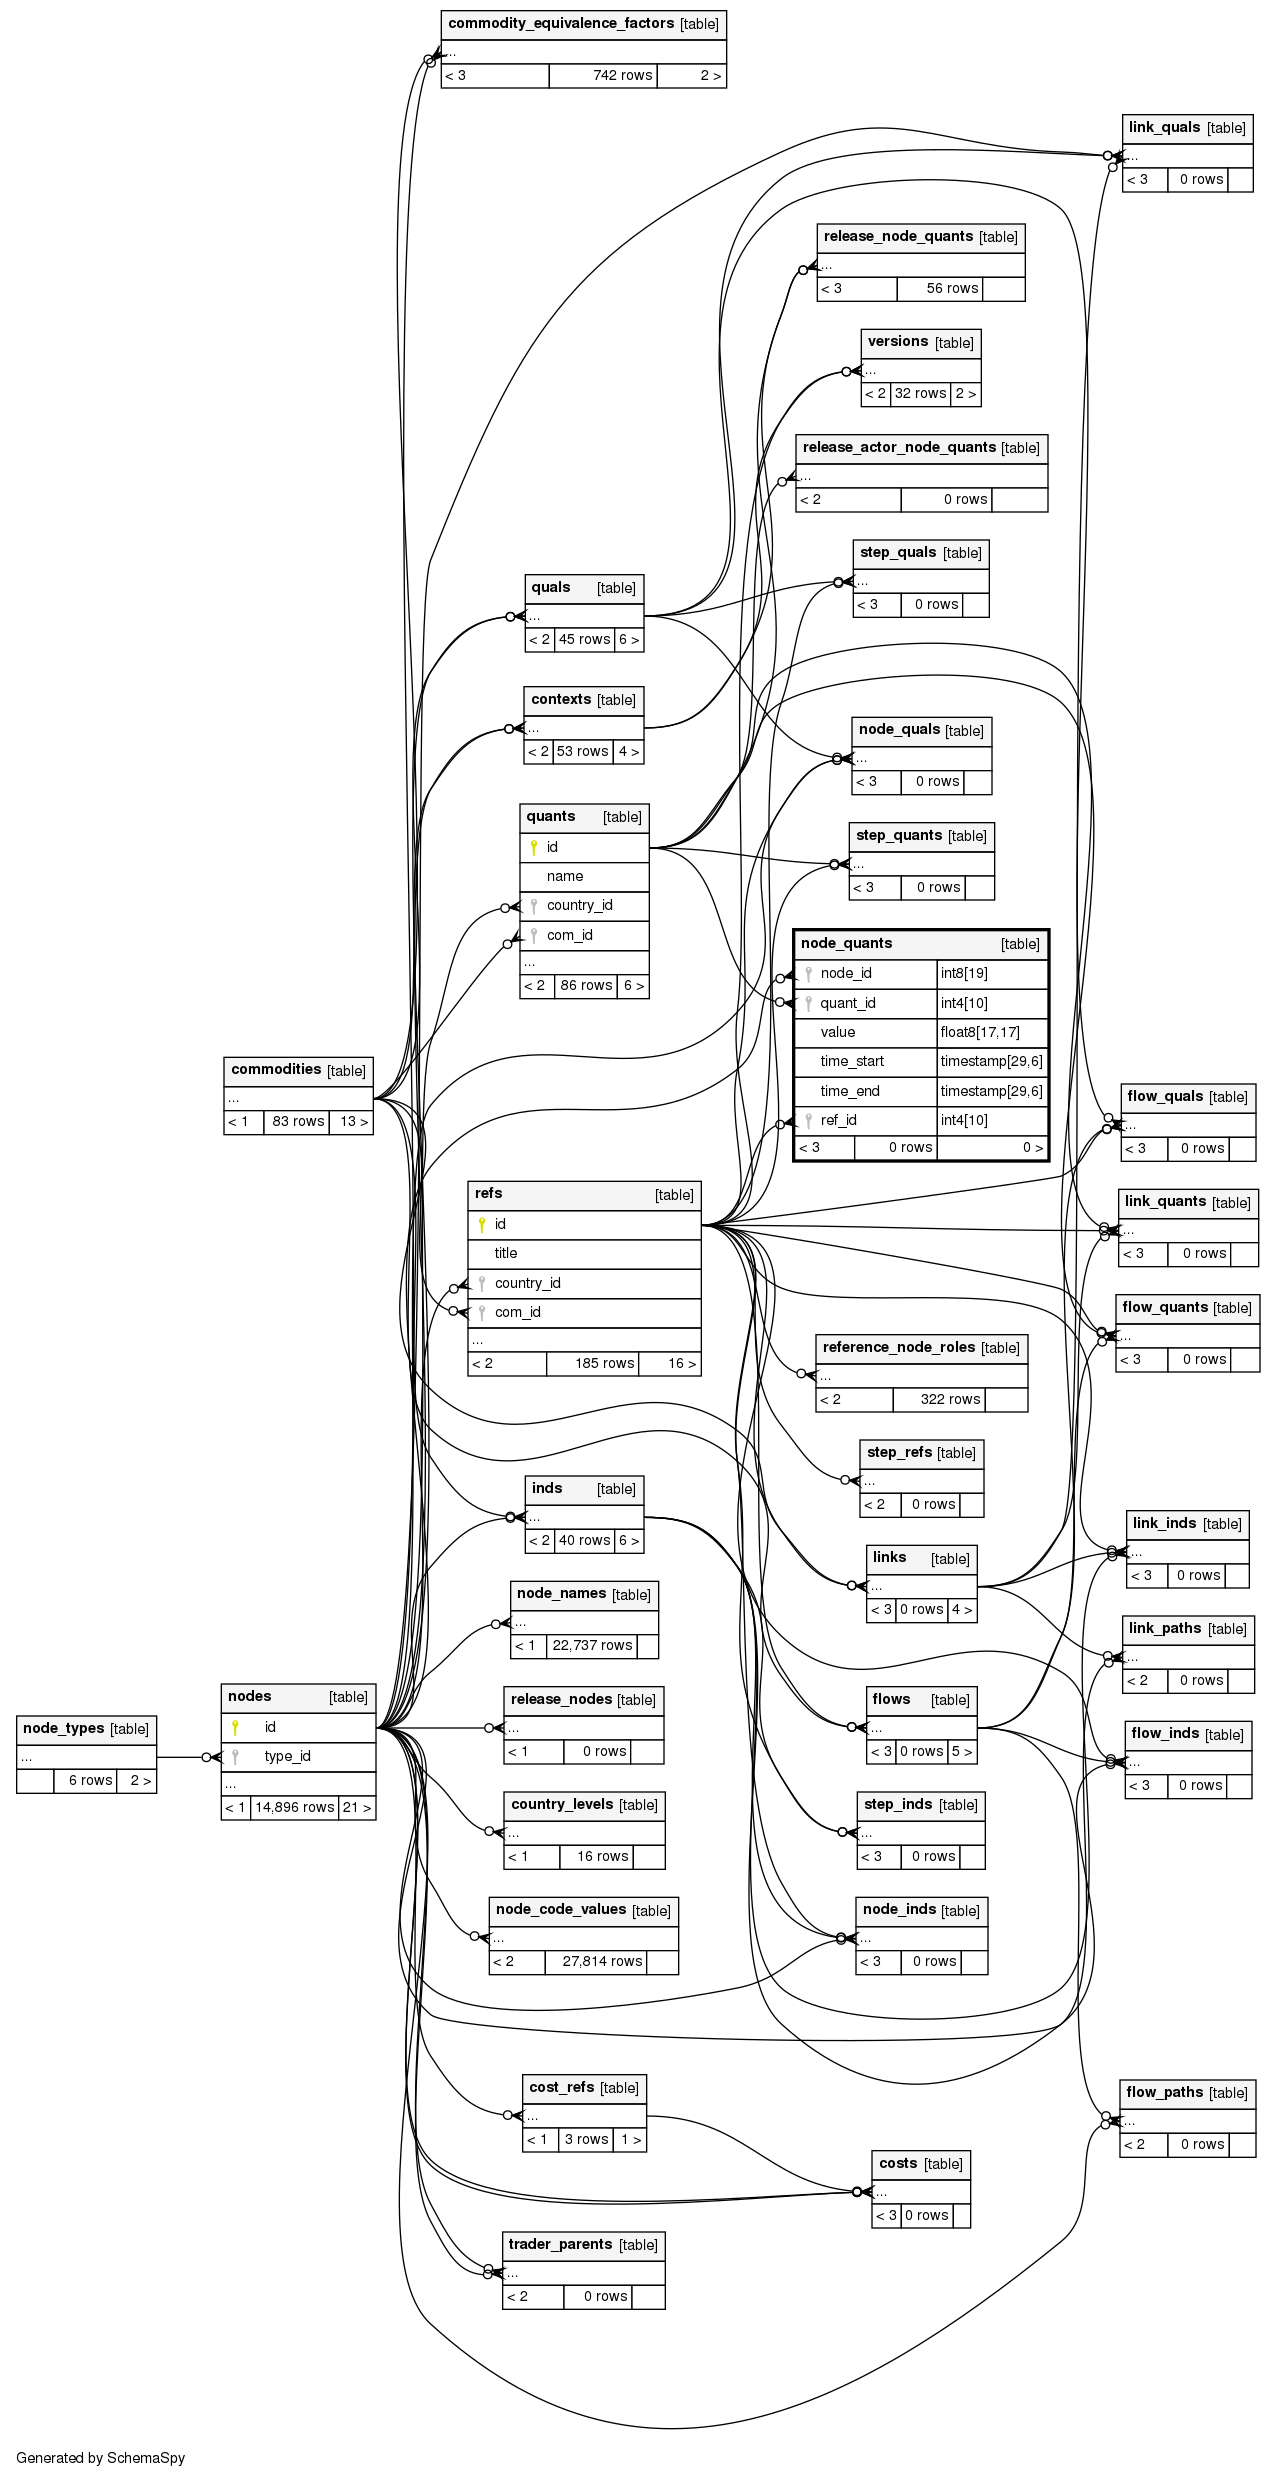 commodity_equivalence_factors [table]
...
< 3 742 rows 2 >
link_quals [table]
...
< 3 0 rows
release_node_quants [table]
...
< 3 56 rows
versions [table]
...
< 2 32 rows 2 >
release_actor_node_quants [table]
...
< 2 0 rows
step_quals [table]
...
< 3 0 rows
quals [table]
...
< 2 45 rows 6 >
contexts [table]
...
< 2 53 rows 4 >
node_quals [table]
...
< 3 0 rows
quants [table]
id
name
country_id
com_id
...
< 2 86 rows 6 >
step_quants [table]
...
< 3 0 rows
node_quants [table]
node_id int8[19]
quant_id int4[10]
value float8[17,17]
time_start timestamp[29,6]
time_end timestamp[29,6]
ref_id int4[10]
< 3 0 rows 0 >
commodities [table]
...
< 1 83 rows 13 >
flow_quals [table]
...
< 3 0 rows
refs [table]
id
title
country_id
com_id
...
< 2 185 rows 16 >
link_quants [table]
...
< 3 0 rows
flow_quants [table]
...
< 3 0 rows
reference_node_roles [table]
...
< 2 322 rows
step_refs [table]
...
< 2 0 rows
inds [table]
...
< 2 40 rows 6 >
link_inds [table]
...
< 3 0 rows
links [table]
...
< 3 0 rows 4 >
node_names [table]
...
< 1 22,737 rows
link_paths [table]
...
< 2 0 rows
nodes [table]
id
type_id
...
< 1 14,896 rows 21 >
release_nodes [table]
...
< 1 0 rows
flows [table]
...
< 3 0 rows 5 >
node_types [table]
...
6 rows 2 >
flow_inds [table]
...
< 3 0 rows
country_levels [table]
...
< 1 16 rows
step_inds [table]
...
< 3 0 rows
node_code_values [table]
...
< 2 27,814 rows
node_inds [table]
...
< 3 0 rows
cost_refs [table]
...
< 1 3 rows 1 >
flow_paths [table]
...
< 2 0 rows
costs [table]
...
< 3 0 rows
trader_parents [table]
...
< 2 0 rows
Generated by SchemaSpy